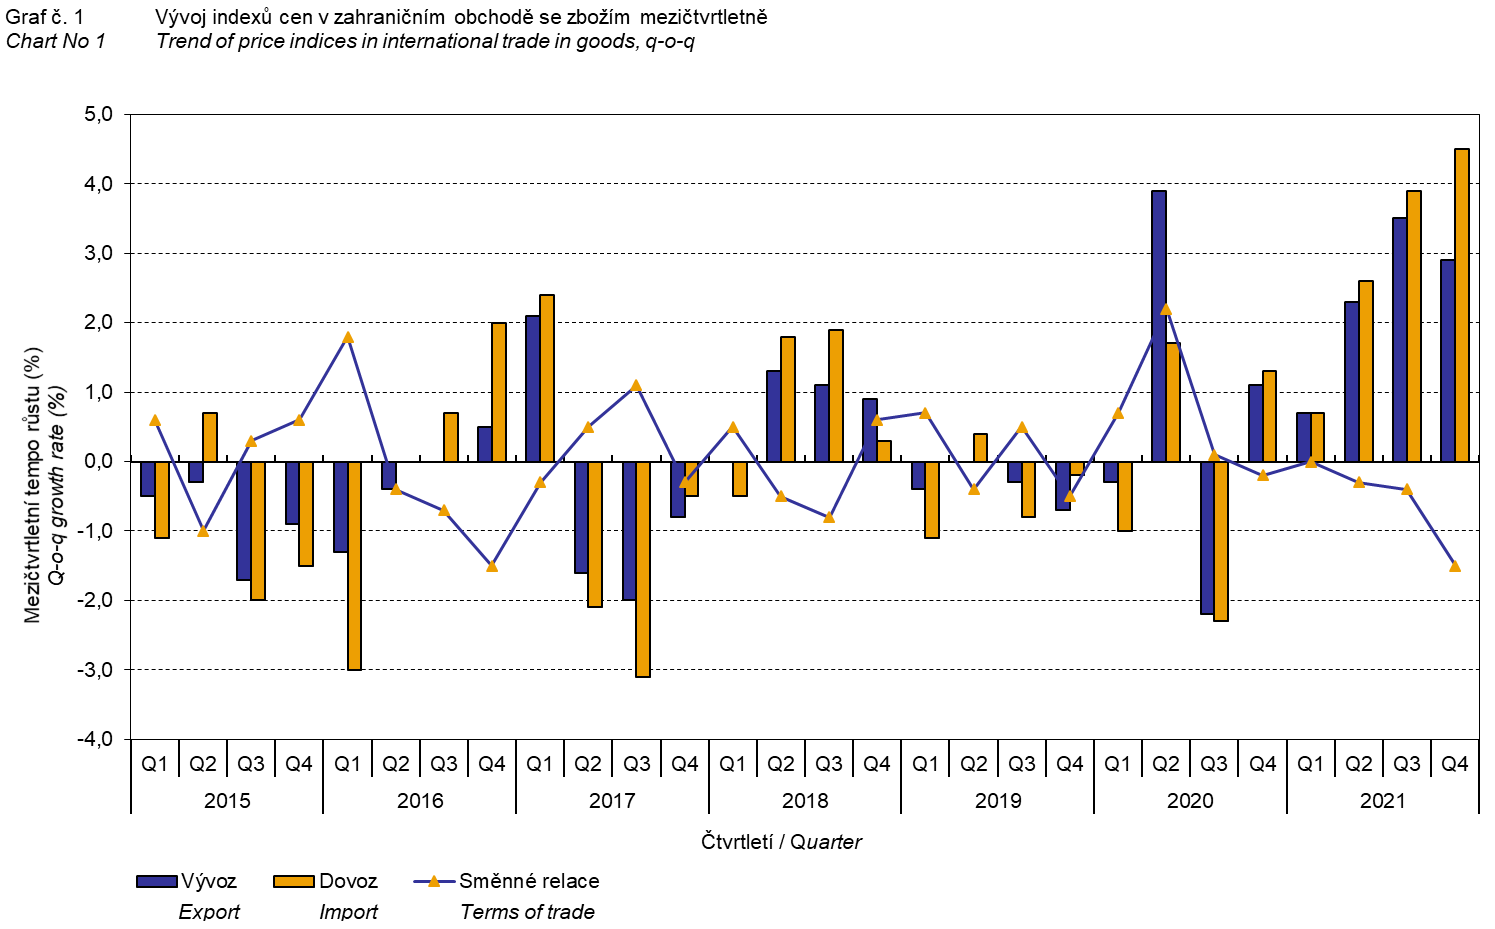 Graf č. 1 Vývoj indexů cen v zahraničním obchodě se zbožím mezičtvrtletně
Chart No 1 Trend of price indices in international trade in goods, q-o-q
Mezičtvrtletní tempo růstu (%)
Q-o-q growth rate (%)
5,0
4,0
3,0
2,0
1,0
0,0
-1,0
-2,0
-3,0
-4,0
Q1 Q2 Q3 Q4 Q1 Q2 Q3 Q4 Q1 Q2 Q3 Q4 Q1 Q2 Q3 Q4 Q1 Q2 Q3 Q4 Q1 Q2 Q3 Q4 Q1 Q2 Q3 Q4
2015 2016 2017 2018 2019 2020 2021
Čtvrtletí / Quarter
Vývoz Dovoz Směnné relace
Export Import Terms of trade